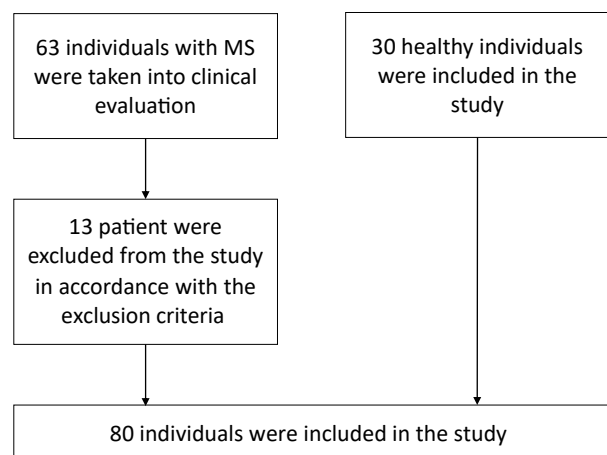 63 individuals with MS
were taken into clinical
evaluation
30 healthy individuals
were included in the
study
13 patient were
excluded from the study
in accordance with the
exclusion criteria
80 individuals were included in the study